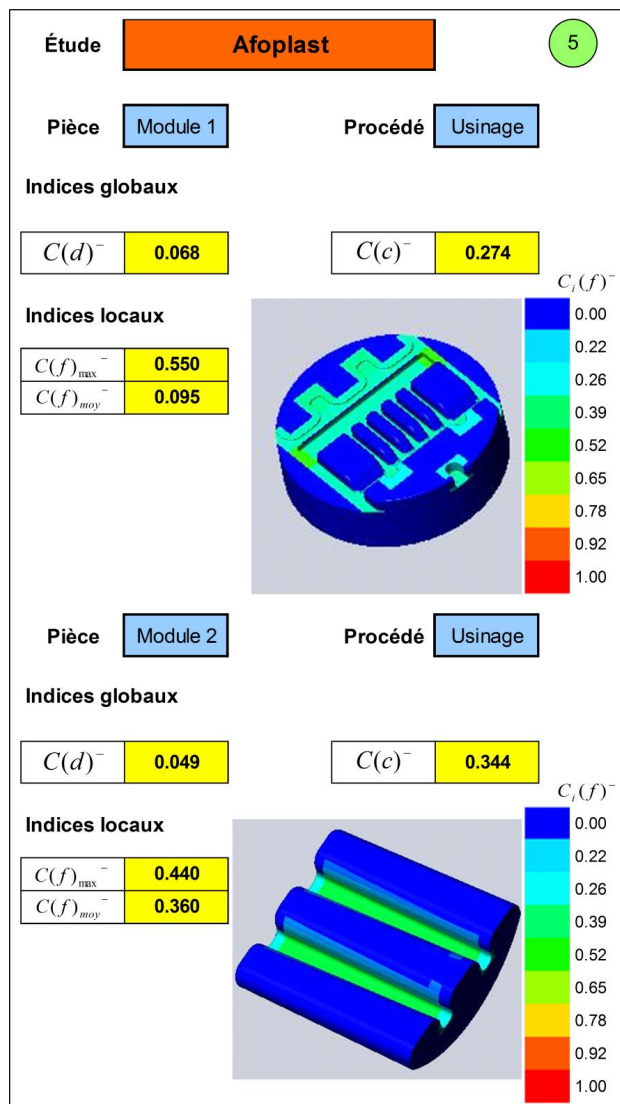 Étude Afoplast 5
Pièce Module 1 Procédé Usinage
Indices globaux
C(d)⁻ 0.068 C(c)⁻ 0.274
Indices locaux
C(f)max⁻ 0.550
C(f)moy⁻ 0.095
Ci(f)⁻
0.00
0.22
0.26
0.39
0.52
0.65
0.78
0.92
1.00
Pièce Module 2 Procédé Usinage
Indices globaux
C(d)⁻ 0.049 C(c)⁻ 0.344
Indices locaux
C(f)max⁻ 0.440
C(f)moy⁻ 0.360
Ci(f)⁻
0.00
0.22
0.26
0.39
0.52
0.65
0.78
0.92
1.00